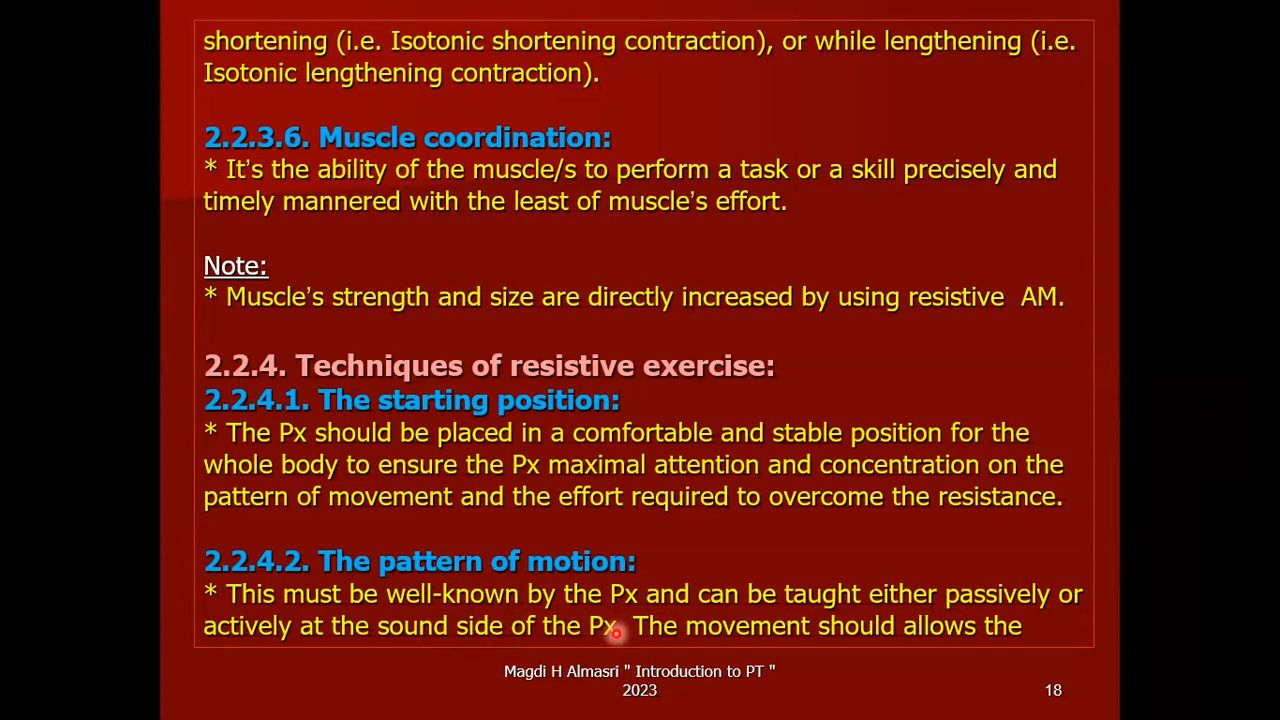 shortening (i.e. Isotonic shortening contraction), or while lengthening (i.e.
Isotonic lengthening contraction).
2.2.3.6. Muscle coordination:
* It's the ability of the muscle/s to perform a task or a skill precisely and
timely mannered with the least of muscle's effort.
Note:
* Muscle's strength and size are directly increased by using resistive  AM.
2.2.4. Techniques of resistive exercise:
2.2.4.1. The starting position:
* The Px should be placed in a comfortable and stable position for the
whole body to ensure the Px maximal attention and concentration on the
pattern of movement and the effort required to overcome the resistance.
2.2.4.2. The pattern of motion:
* This must be well-known by the Px and can be taught either passively or
actively at the sound side of the Px. The movement should allows the
Magdi H Almasri " Introduction to PT "
2023
18